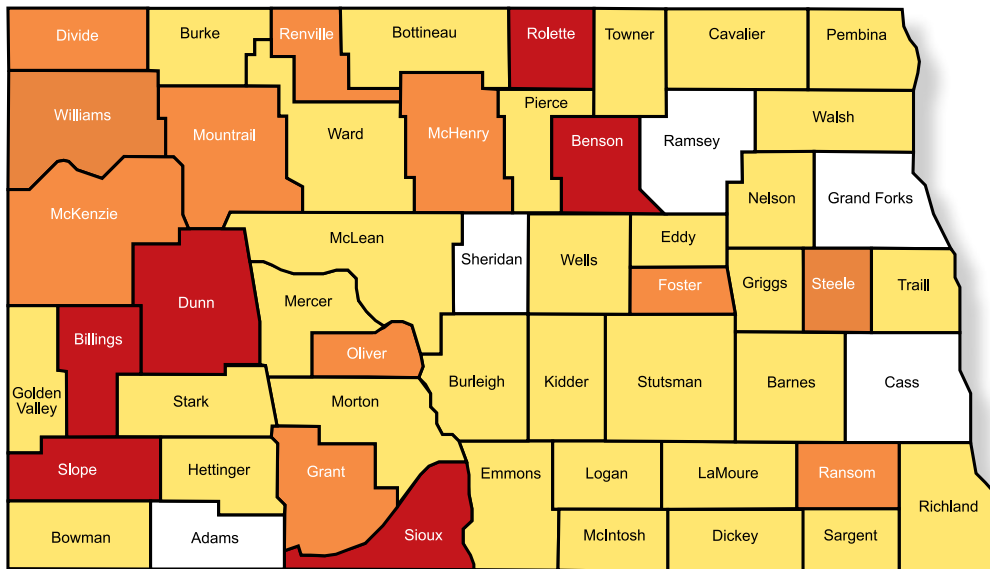 Divide
Burke
Renville
Bottineau
Rolette
Towner
Cavalier
Pembina
Williams
Mountrail
Ward
McHenry
Pierce
Benson
Ramsey
Walsh
McKenzie
Nelson
Grand Forks
McLean
Sheridan
Wells
Eddy
Dunn
Mercer
Foster
Griggs
Steele
Traill
Billings
Oliver
Golden
Valley
Stark
Morton
Burleigh
Kidder
Stutsman
Barnes
Cass
Slope
Hettinger
Grant
Emmons
Logan
LaMoure
Ransom
Richland
Bowman
Adams
Sioux
McIntosh
Dickey
Sargent